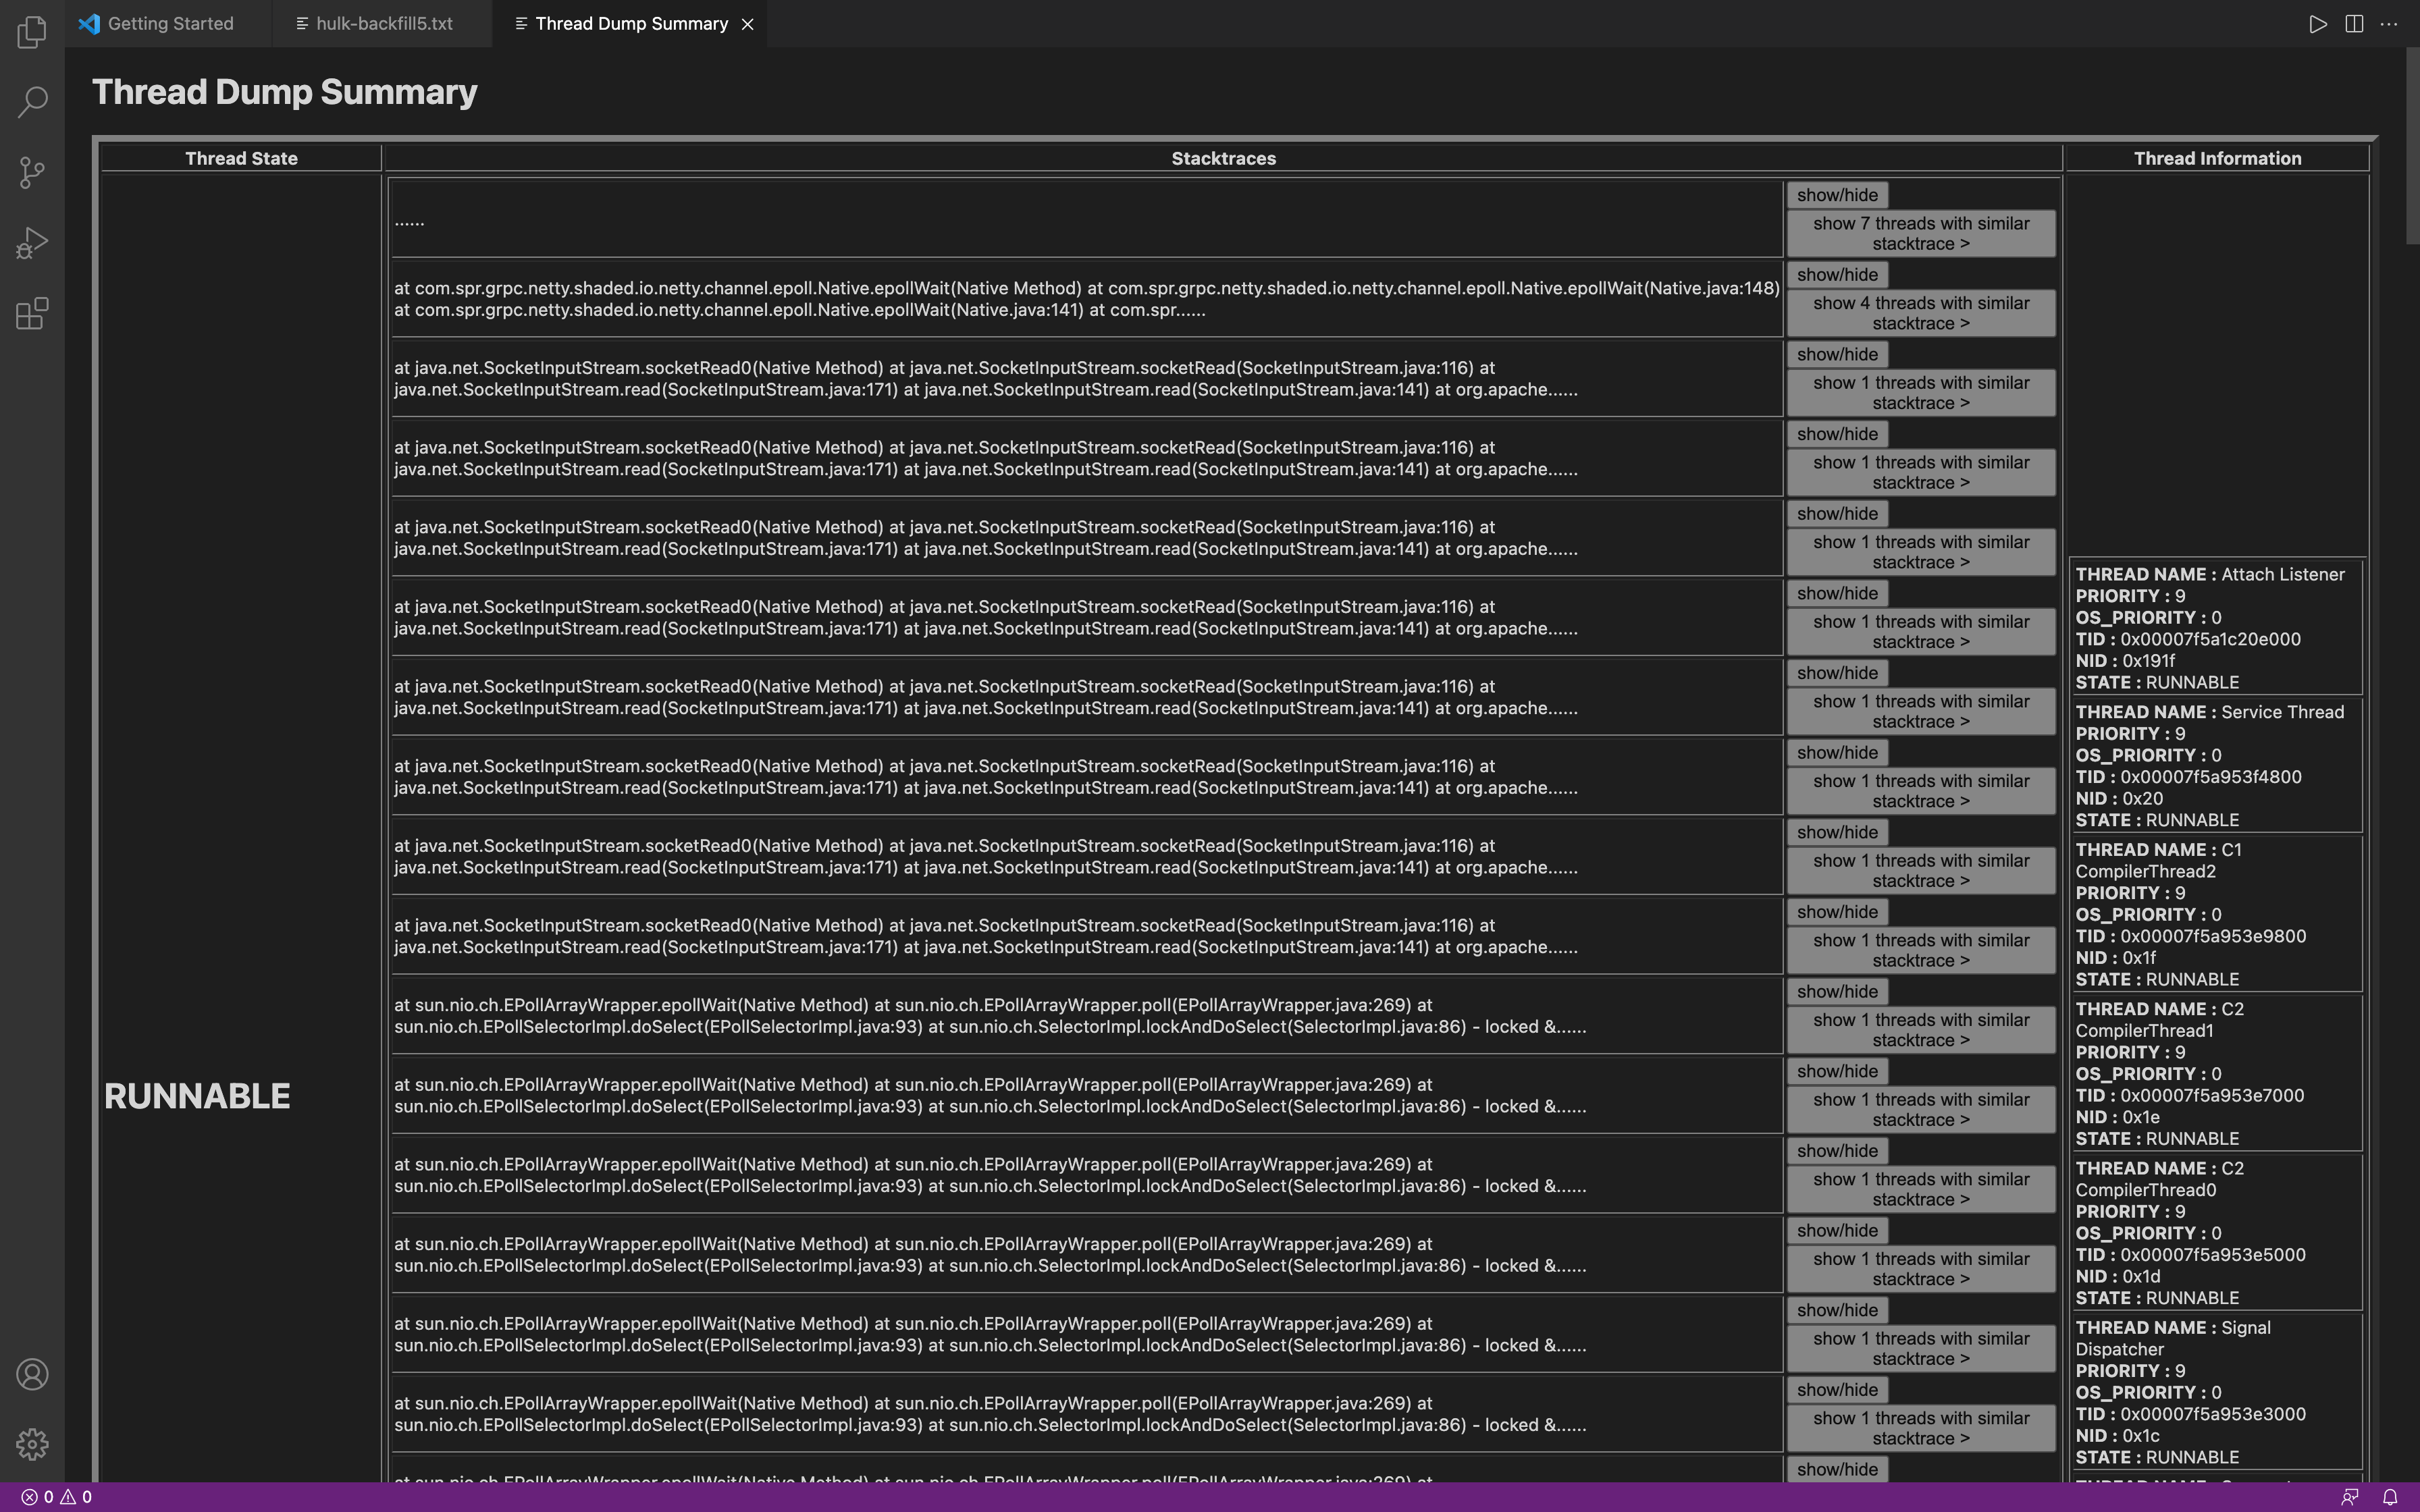 Getting Started
hulk-backfill5.txt
Thread Dump Summary
Thread Dump Summary
Thread State
Stacktraces
Thread Information
......
show/hide
show 7 threads with similar
stacktrace >
at com.spr.grpc.netty.shaded.io.netty.channel.epoll.Native.epollWait(Native Method) at com.spr.grpc.netty.shaded.io.netty.channel.epoll.Native.epollWait(Native.java:148)
at com.spr.grpc.netty.shaded.io.netty.channel.epoll.Native.epollWait(Native.java:141) at com.spr......
show/hide
show 4 threads with similar
stacktrace >
at java.net.SocketInputStream.socketRead0(Native Method) at java.net.SocketInputStream.socketRead(SocketInputStream.java:116) at
java.net.SocketInputStream.read(SocketInputStream.java:171) at java.net.SocketInputStream.read(SocketInputStream.java:141) at org.apache......
show/hide
show 1 threads with similar
stacktrace >
at java.net.SocketInputStream.socketRead0(Native Method) at java.net.SocketInputStream.socketRead(SocketInputStream.java:116) at
java.net.SocketInputStream.read(SocketInputStream.java:171) at java.net.SocketInputStream.read(SocketInputStream.java:141) at org.apache......
show/hide
show 1 threads with similar
stacktrace >
at java.net.SocketInputStream.socketRead0(Native Method) at java.net.SocketInputStream.socketRead(SocketInputStream.java:116) at
java.net.SocketInputStream.read(SocketInputStream.java:171) at java.net.SocketInputStream.read(SocketInputStream.java:141) at org.apache......
show/hide
show 1 threads with similar
stacktrace >
at java.net.SocketInputStream.socketRead0(Native Method) at java.net.SocketInputStream.socketRead(SocketInputStream.java:116) at
java.net.SocketInputStream.read(SocketInputStream.java:171) at java.net.SocketInputStream.read(SocketInputStream.java:141) at org.apache......
show/hide
show 1 threads with similar
stacktrace >
at java.net.SocketInputStream.socketRead0(Native Method) at java.net.SocketInputStream.socketRead(SocketInputStream.java:116) at
java.net.SocketInputStream.read(SocketInputStream.java:171) at java.net.SocketInputStream.read(SocketInputStream.java:141) at org.apache......
show/hide
show 1 threads with similar
stacktrace >
at java.net.SocketInputStream.socketRead0(Native Method) at java.net.SocketInputStream.socketRead(SocketInputStream.java:116) at
java.net.SocketInputStream.read(SocketInputStream.java:171) at java.net.SocketInputStream.read(SocketInputStream.java:141) at org.apache......
show/hide
show 1 threads with similar
stacktrace >
at java.net.SocketInputStream.socketRead0(Native Method) at java.net.SocketInputStream.socketRead(SocketInputStream.java:116) at
java.net.SocketInputStream.read(SocketInputStream.java:171) at java.net.SocketInputStream.read(SocketInputStream.java:141) at org.apache......
show/hide
show 1 threads with similar
stacktrace >
at java.net.SocketInputStream.socketRead0(Native Method) at java.net.SocketInputStream.socketRead(SocketInputStream.java:116) at
java.net.SocketInputStream.read(SocketInputStream.java:171) at java.net.SocketInputStream.read(SocketInputStream.java:141) at org.apache......
show/hide
show 1 threads with similar
stacktrace >
at sun.nio.ch.EPollArrayWrapper.epollWait(Native Method) at sun.nio.ch.EPollArrayWrapper.poll(EPollArrayWrapper.java:269) at
sun.nio.ch.EPollSelectorImpl.doSelect(EPollSelectorImpl.java:93) at sun.nio.ch.SelectorImpl.lockAndDoSelect(SelectorImpl.java:86) - locked &......
show/hide
show 1 threads with similar
stacktrace >
at sun.nio.ch.EPollArrayWrapper.epollWait(Native Method) at sun.nio.ch.EPollArrayWrapper.poll(EPollArrayWrapper.java:269) at
sun.nio.ch.EPollSelectorImpl.doSelect(EPollSelectorImpl.java:93) at sun.nio.ch.SelectorImpl.lockAndDoSelect(SelectorImpl.java:86) - locked &......
show/hide
show 1 threads with similar
stacktrace >
at sun.nio.ch.EPollArrayWrapper.epollWait(Native Method) at sun.nio.ch.EPollArrayWrapper.poll(EPollArrayWrapper.java:269) at
sun.nio.ch.EPollSelectorImpl.doSelect(EPollSelectorImpl.java:93) at sun.nio.ch.SelectorImpl.lockAndDoSelect(SelectorImpl.java:86) - locked &......
show/hide
show 1 threads with similar
stacktrace >
at sun.nio.ch.EPollArrayWrapper.epollWait(Native Method) at sun.nio.ch.EPollArrayWrapper.poll(EPollArrayWrapper.java:269) at
sun.nio.ch.EPollSelectorImpl.doSelect(EPollSelectorImpl.java:93) at sun.nio.ch.SelectorImpl.lockAndDoSelect(SelectorImpl.java:86) - locked &......
show/hide
show 1 threads with similar
stacktrace >
at sun.nio.ch.EPollArrayWrapper.epollWait(Native Method) at sun.nio.ch.EPollArrayWrapper.poll(EPollArrayWrapper.java:269) at
sun.nio.ch.EPollSelectorImpl.doSelect(EPollSelectorImpl.java:93) at sun.nio.ch.SelectorImpl.lockAndDoSelect(SelectorImpl.java:86) - locked &......
show/hide
show 1 threads with similar
stacktrace >
at sun.nio.ch.EPollArrayWrapper.epollWait(Native Method) at sun.nio.ch.EPollArrayWrapper.poll(EPollArrayWrapper.java:269) at
sun.nio.ch.EPollSelectorImpl.doSelect(EPollSelectorImpl.java:93) at sun.nio.ch.SelectorImpl.lockAndDoSelect(SelectorImpl.java:86) - locked &......
show/hide
show 1 threads with similar
stacktrace >
at sun.nio.ch.EPollArrayWrapper.epollWait(Native Method) at sun.nio.ch.EPollArrayWrapper.poll(EPollArrayWrapper.java:269) at
show/hide
RUNNABLE
THREAD NAME : Attach Listener
PRIORITY : 9
OS_PRIORITY : 0
TID : 0x00007f5a1c20e000
NID : 0x191f
STATE : RUNNABLE
THREAD NAME : Service Thread
PRIORITY : 9
OS_PRIORITY : 0
TID : 0x00007f5a953f4800
NID : 0x20
STATE : RUNNABLE
THREAD NAME : C1
CompilerThread2
PRIORITY : 9
OS_PRIORITY : 0
TID : 0x00007f5a953e9800
NID : 0x1f
STATE : RUNNABLE
THREAD NAME : C2
CompilerThread1
PRIORITY : 9
OS_PRIORITY : 0
TID : 0x00007f5a953e7000
NID : 0x1e
STATE : RUNNABLE
THREAD NAME : C2
CompilerThread0
PRIORITY : 9
OS_PRIORITY : 0
TID : 0x00007f5a953e5000
NID : 0x1d
STATE : RUNNABLE
THREAD NAME : Signal
Dispatcher
PRIORITY : 9
OS_PRIORITY : 0
TID : 0x00007f5a953e3000
NID : 0x1c
STATE : RUNNABLE
0
0